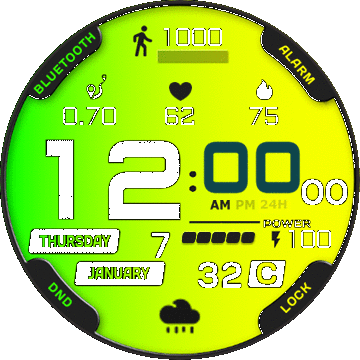 1000
BLUETOOTH
ALARM
0.70 62 75
12:00 00
AM PM 24H
POWER
THURSDAY 7 100
JANUARY 32 C
DND
LOCK